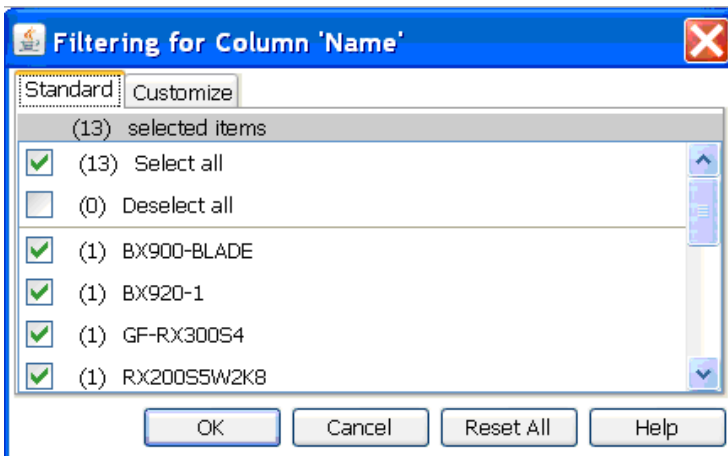 Filtering for Column 'Name'
Standard Customize
(13) selected items
(13) Select all
(0) Deselect all
(1) BX900-BLADE
(1) BX920-1
(1) GF-RX300S4
(1) RX200S5W2K8
OK Cancel Reset All Help